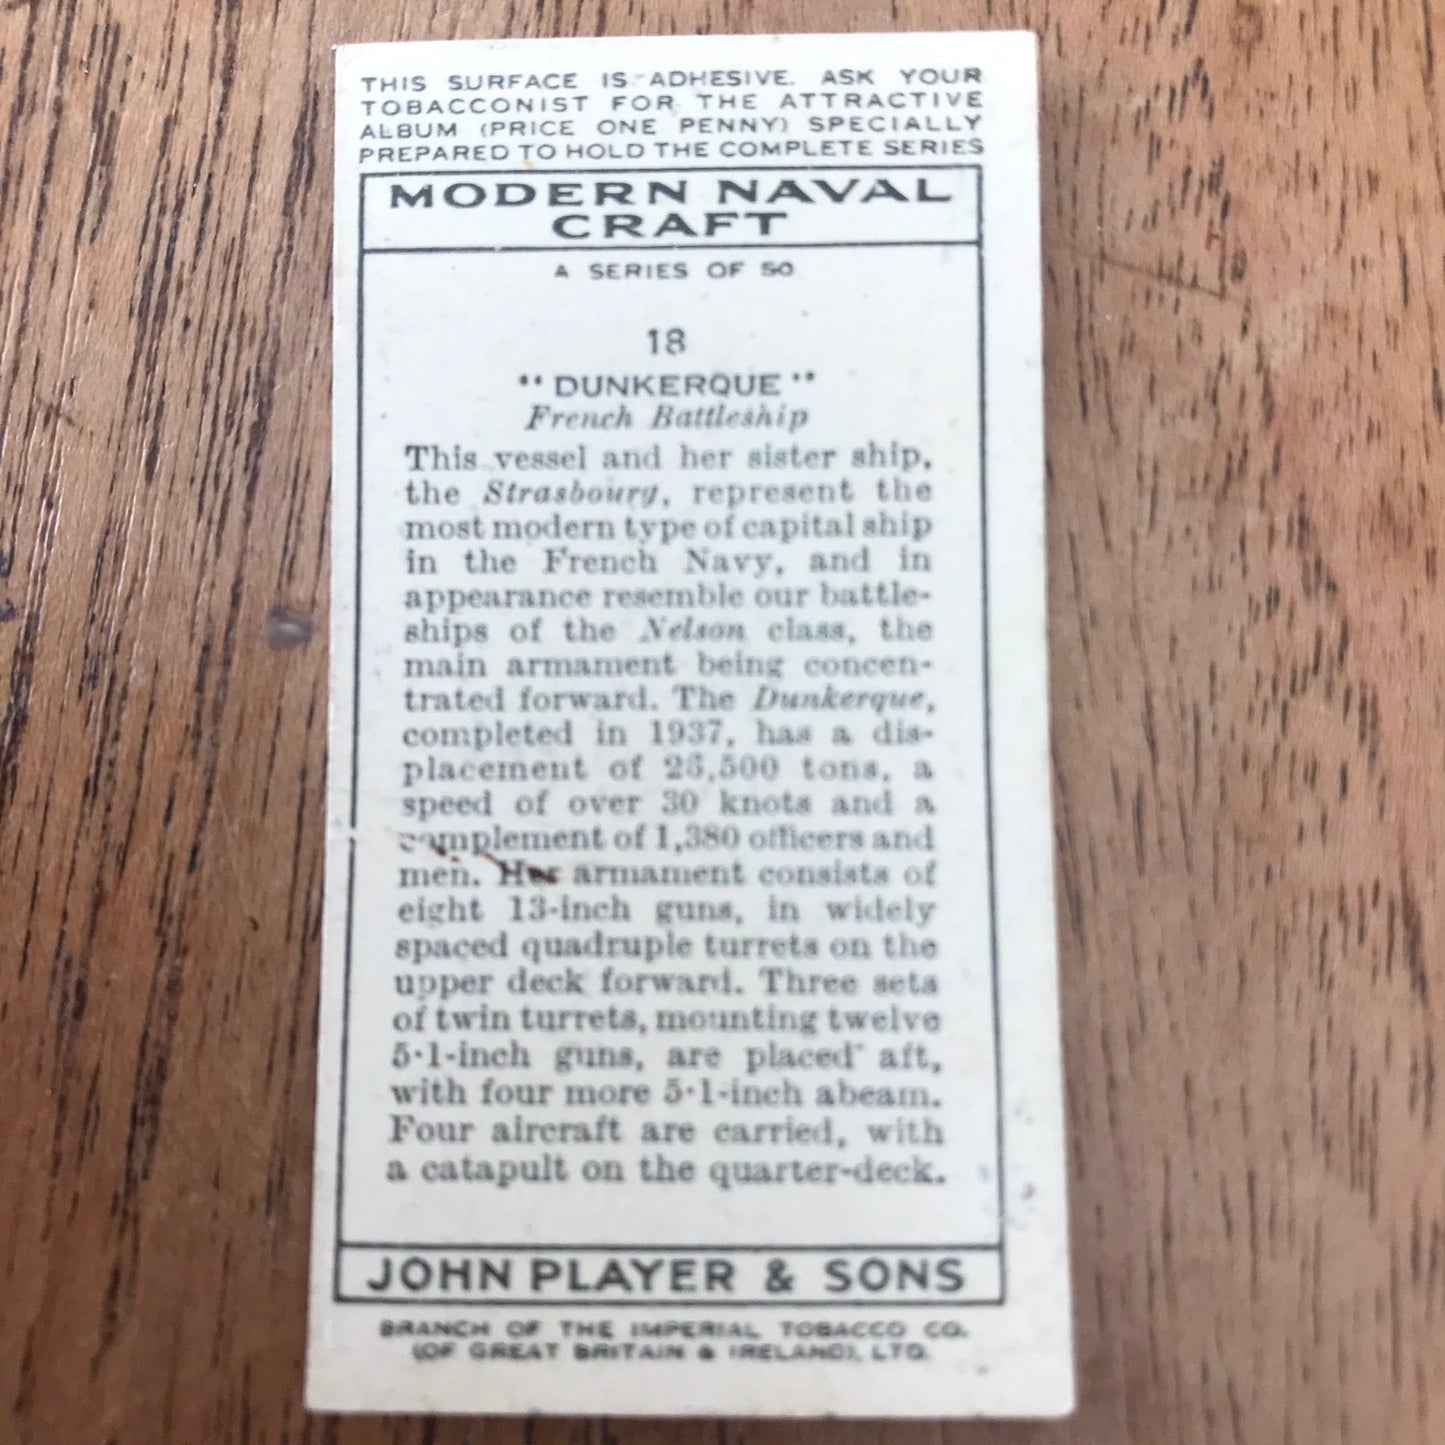 THIS SURFACE IS ADHESIVE. ASK YOUR
TOBACCONIST FOR THE ATTRACTIVE
ALBUM (PRICE ONE PENNY) SPECIALLY
PREPARED TO HOLD THE COMPLETE SERIES
MODERN NAVAL
CRAFT
A SERIES OF 50
18
"DUNKERQUE"
French Battleship
This vessel and her sister ship,
the Strasbourg, represent the
most modern type of capital ship
in the French Navy, and in
appearance resemble our battle-
ships of the Nelson class, the
main armament being concen-
trated forward. The Dunkerque,
completed in 1937, has a dis-
placement of 26,500 tons, a
speed of over 30 knots and a
complement of 1,380 officers and
men. Her armament consists of
eight 13-inch guns, in widely
spaced quadruple turrets on the
upper deck forward. Three sets
of twin turrets, mounting twelve
5·1-inch guns, are placed aft,
with four more 5·1-inch abeam.
Four aircraft are carried, with
a catapult on the quarter-deck.
JOHN PLAYER & SONS
BRANCH OF THE IMPERIAL TOBACCO CO.
(OF GREAT BRITAIN & IRELAND), LTD.